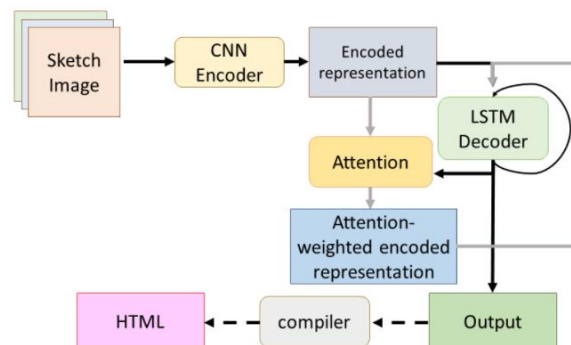 Sketch
Image
CNN
Encoder
Encoded
representation
LSTM
Decoder
Attention
Attention-
weighted encoded
representation
HTML
compiler
Output